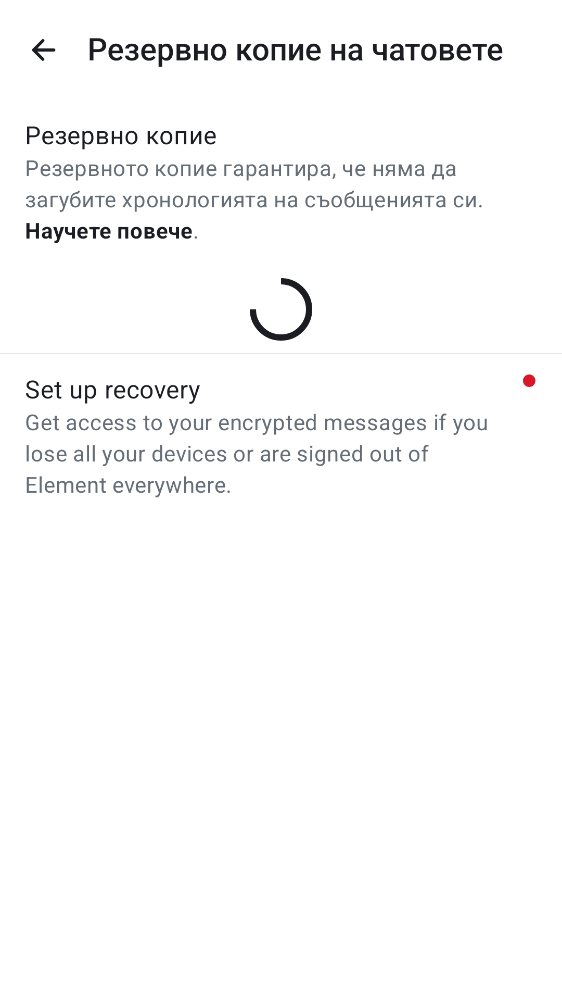 Резервно копие на чатовете
Резервно копие
Резервното копие гарантира, че няма да
загубите хронологията на съобщенията си.
Научете повече.
Set up recovery
Get access to your encrypted messages if you
lose all your devices or are signed out of
Element everywhere.